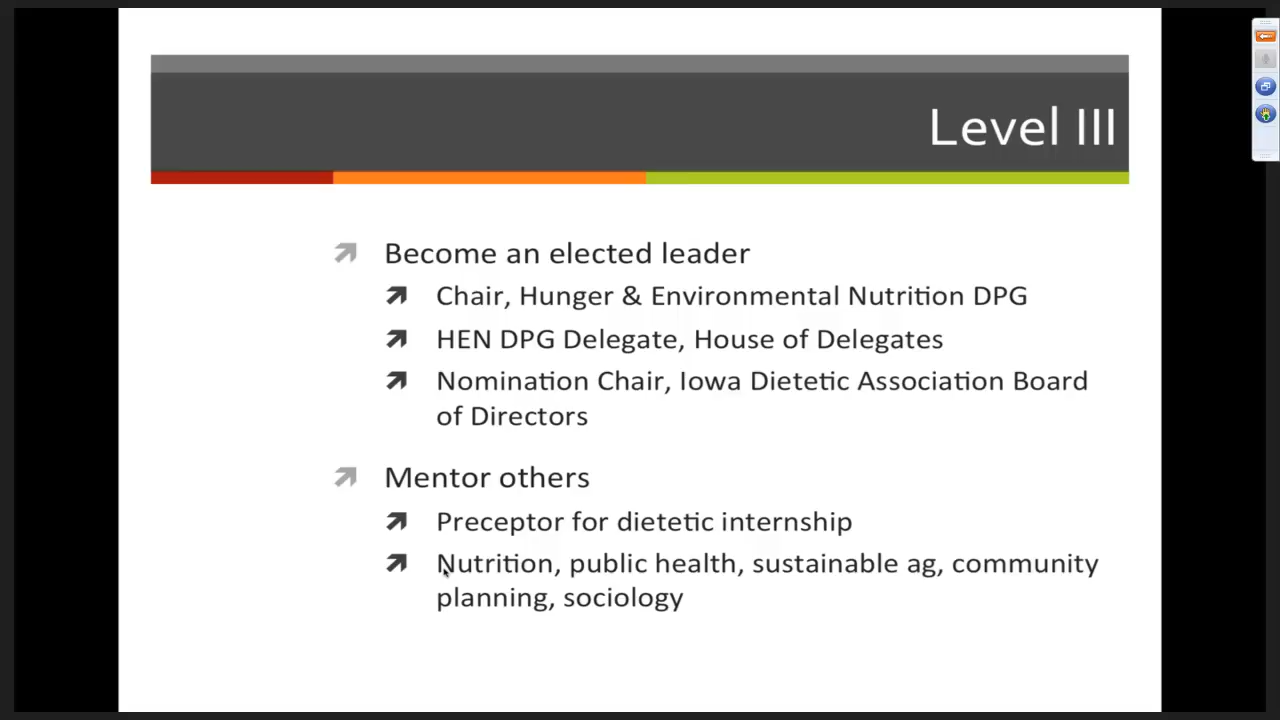 Level III
Become an elected leader
Chair, Hunger & Environmental Nutrition DPG
HEN DPG Delegate, House of Delegates
Nomination Chair, Iowa Dietetic Association Board
of Directors
Mentor others
Preceptor for dietetic internship
Nutrition, public health, sustainable ag, community
planning, sociology